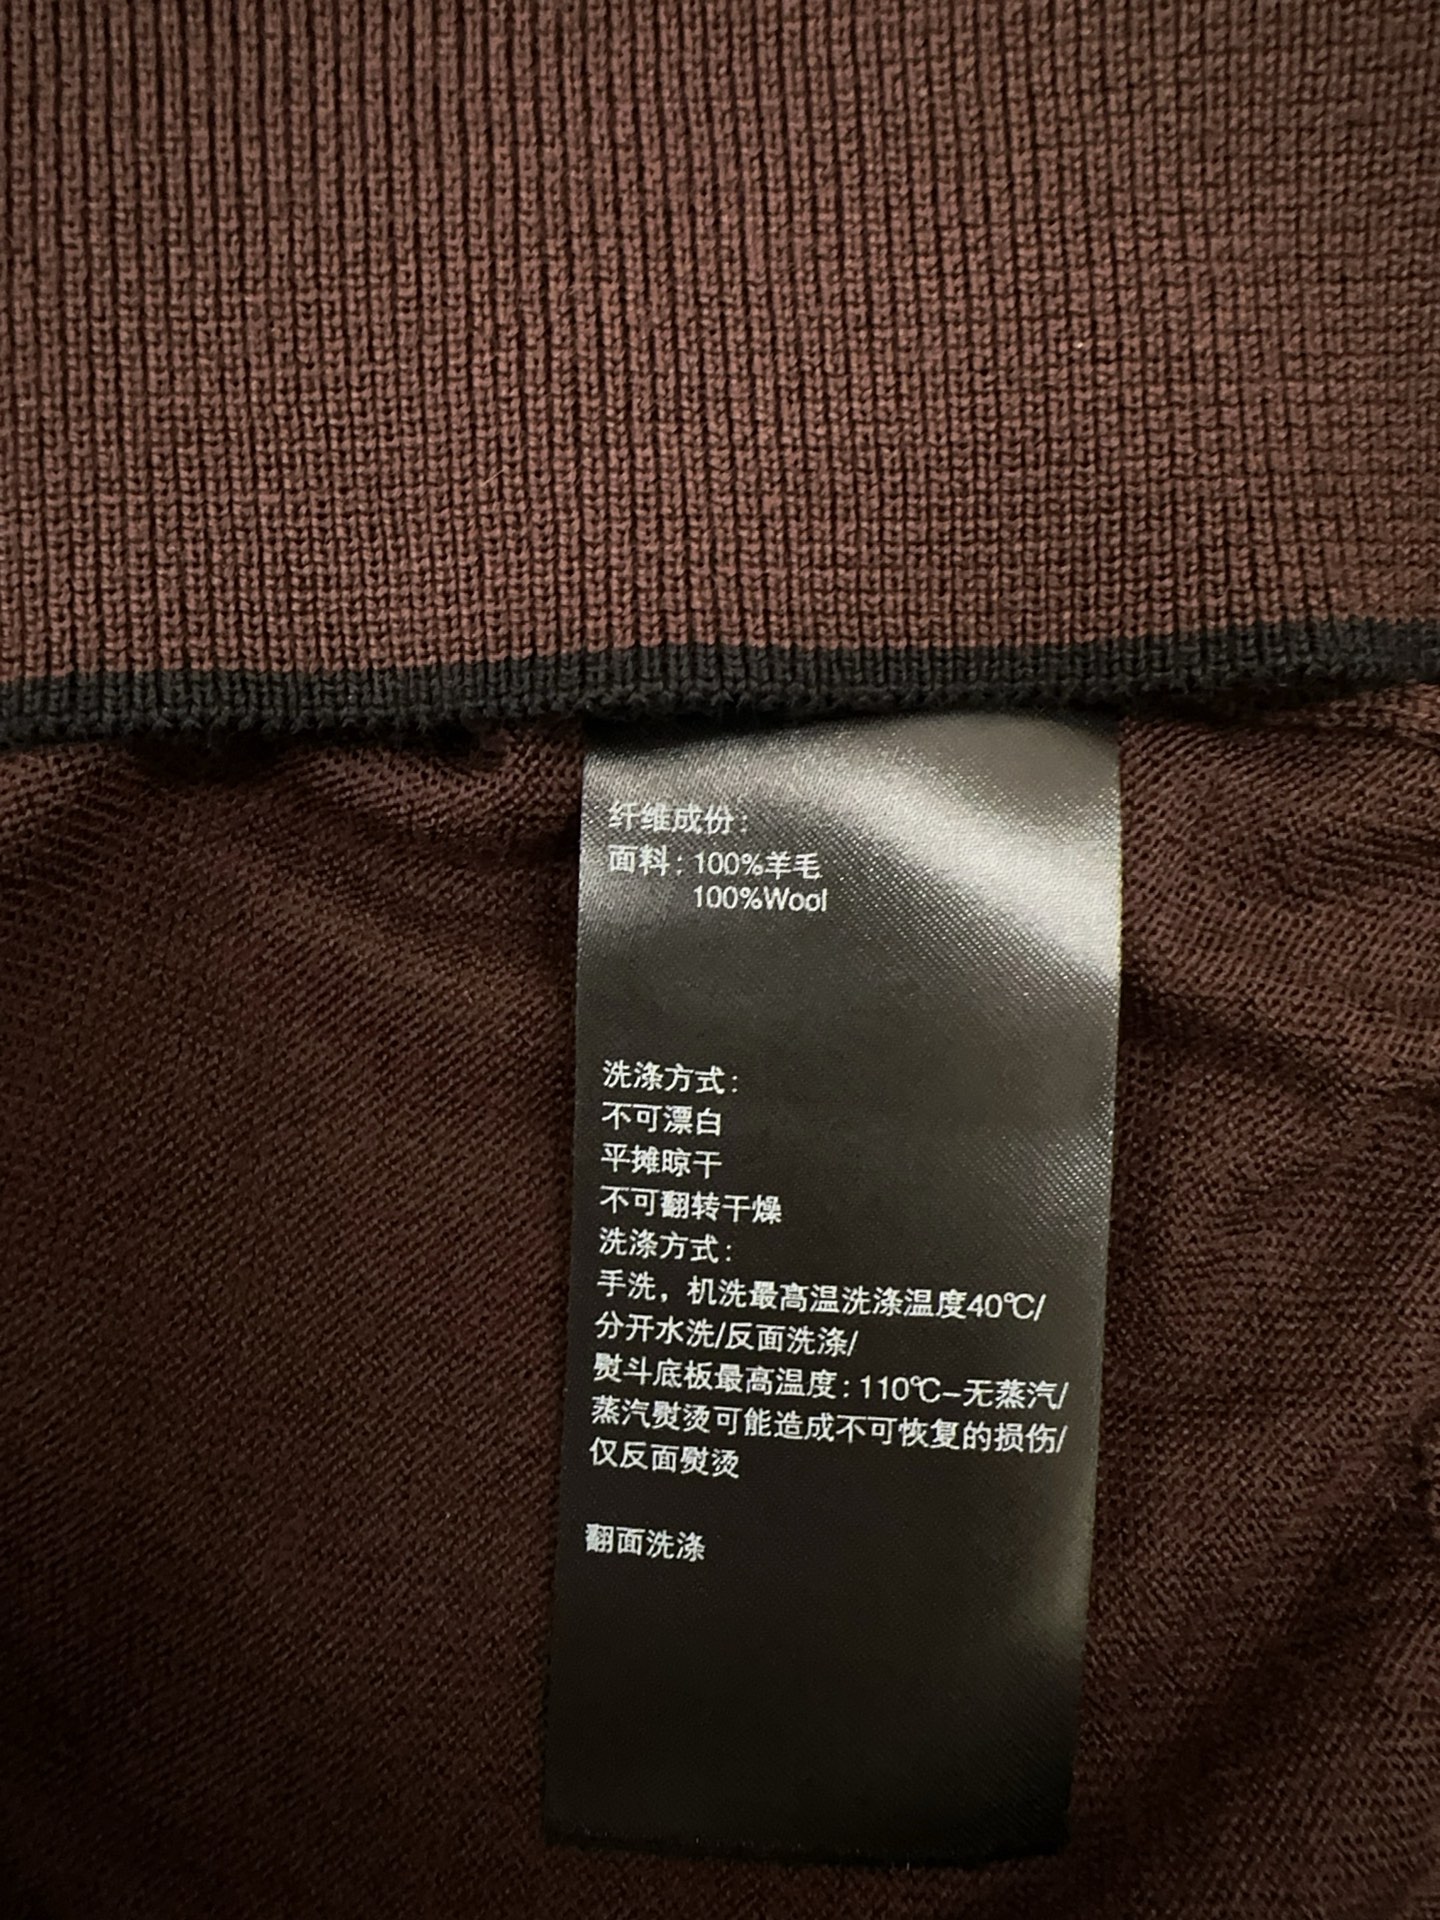 纤维成份：
面料：100%羊毛
100%Wool
洗涤方式：
不可漂白
平摊晾干
不可翻转干燥
洗涤方式：
手洗，机洗最高温洗涤温度40℃/
分开水洗/反面洗涤/
熨斗底板最高温度：110℃-无蒸汽/
蒸汽熨烫可能造成不可恢复的损伤/
仅反面熨烫
翻面洗涤